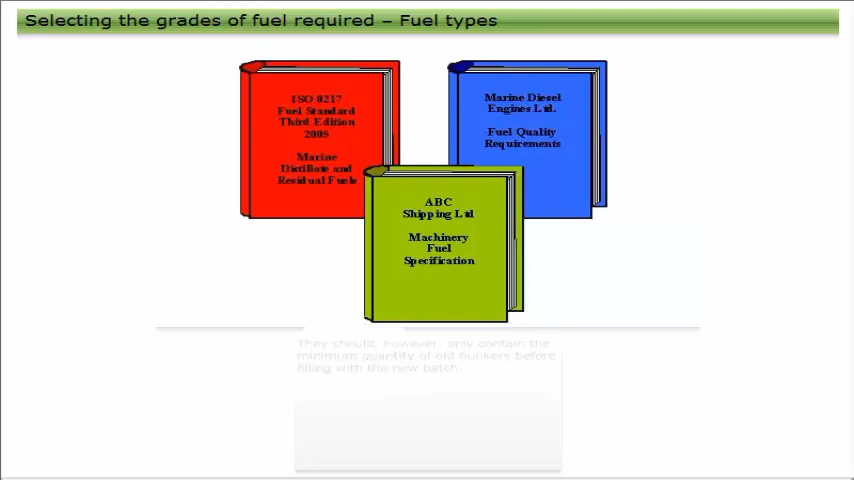 Selecting the grades of fuel required – Fuel types
ISO 8217
Fuel Standard
Third Edition
2005
Marine
Distillate and
Residual Fuels
Marine Diesel
Engines Ltd.
Fuel Quality
Requirements
ABC
Shipping Ltd
Machinery
Fuel
Specification
They should, however, only contain the
minimum quantity of old bunkers before
filling with the new batch.